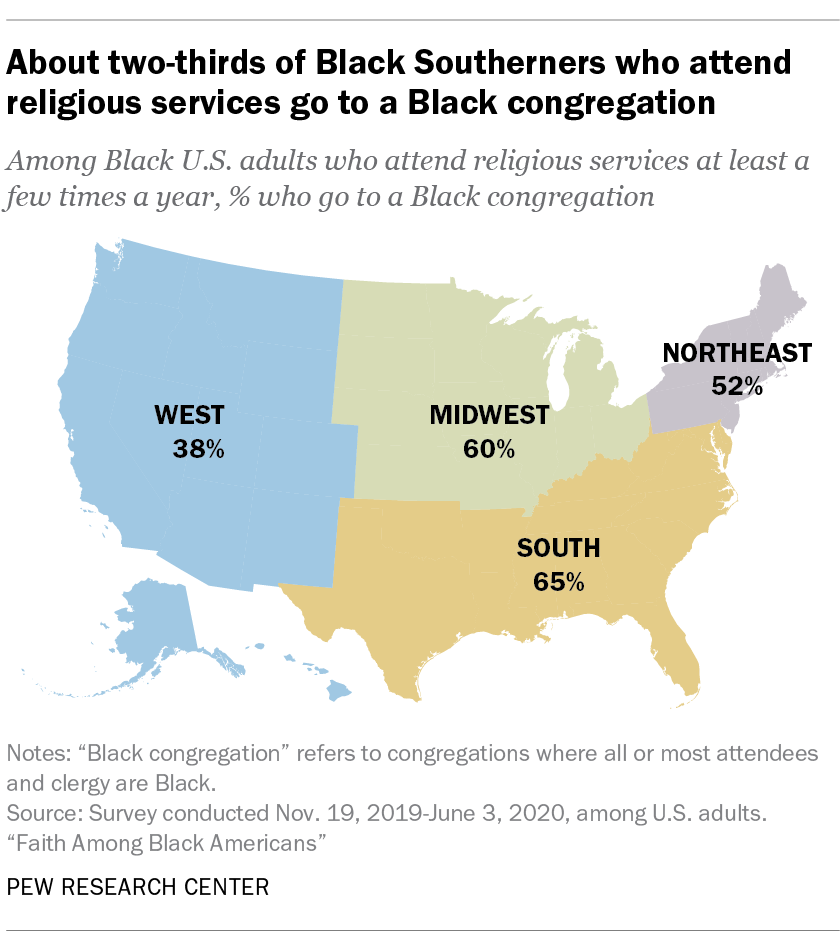 About two-thirds of Black Southerners who attend
religious services go to a Black congregation
Among Black U.S. adults who attend religious services at least a
few times a year, % who go to a Black congregation
NORTHEAST
52%
WEST
38%
MIDWEST
60%
SOUTH
65%
Notes: “Black congregation” refers to congregations where all or most attendees
and clergy are Black.
Source: Survey conducted Nov. 19, 2019-June 3, 2020, among U.S. adults.
“Faith Among Black Americans”
PEW RESEARCH CENTER